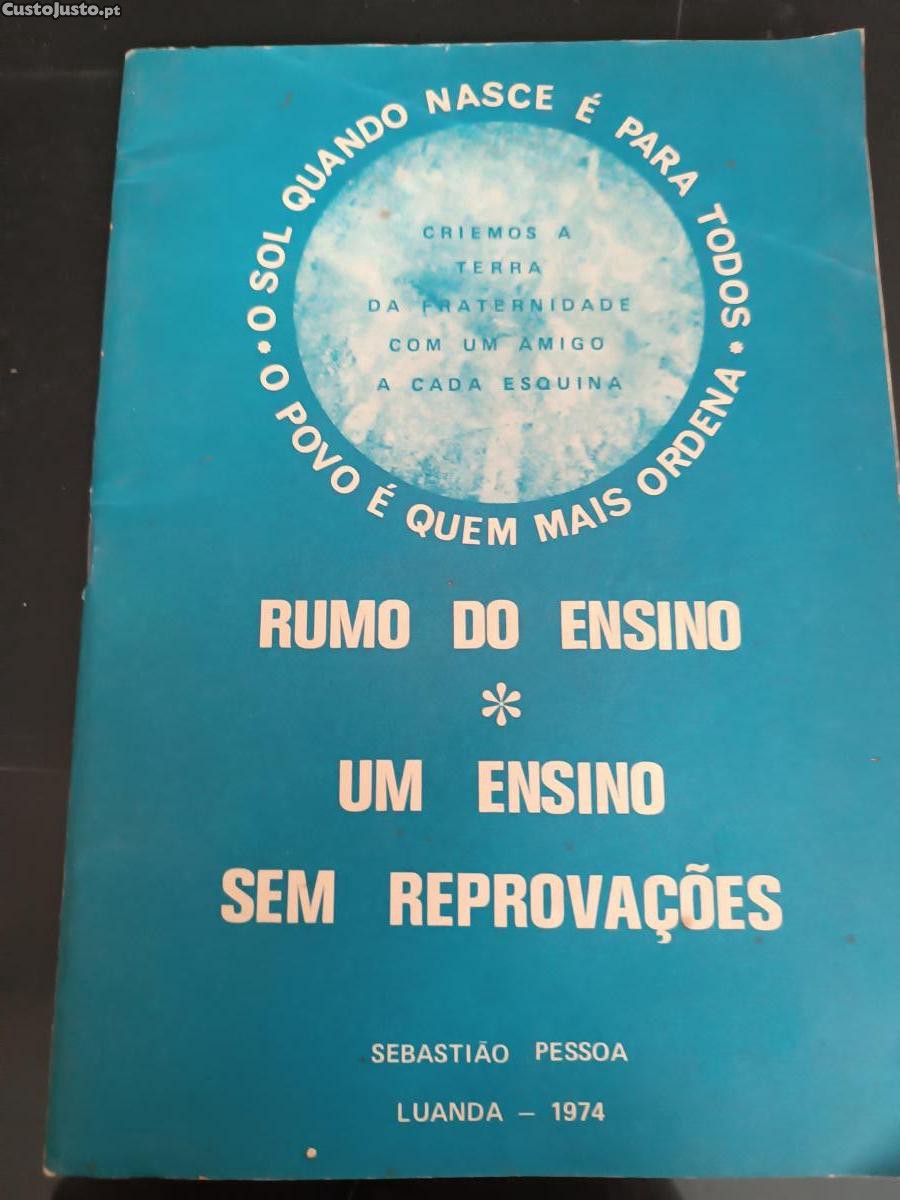 CustoJusto.pt
O SOL QUANDO NASCE É PARA TODOS *
CRIEMOS A
TERRA
DA FRATERNIDADE
COM UM AMIGO
A CADA ESQUINA
* O POVO É QUEM MAIS ORDENA
RUMO DO ENSINO
*
UM ENSINO
SEM REPROVAÇÕES
SEBASTIÃO PESSOA
LUANDA – 1974